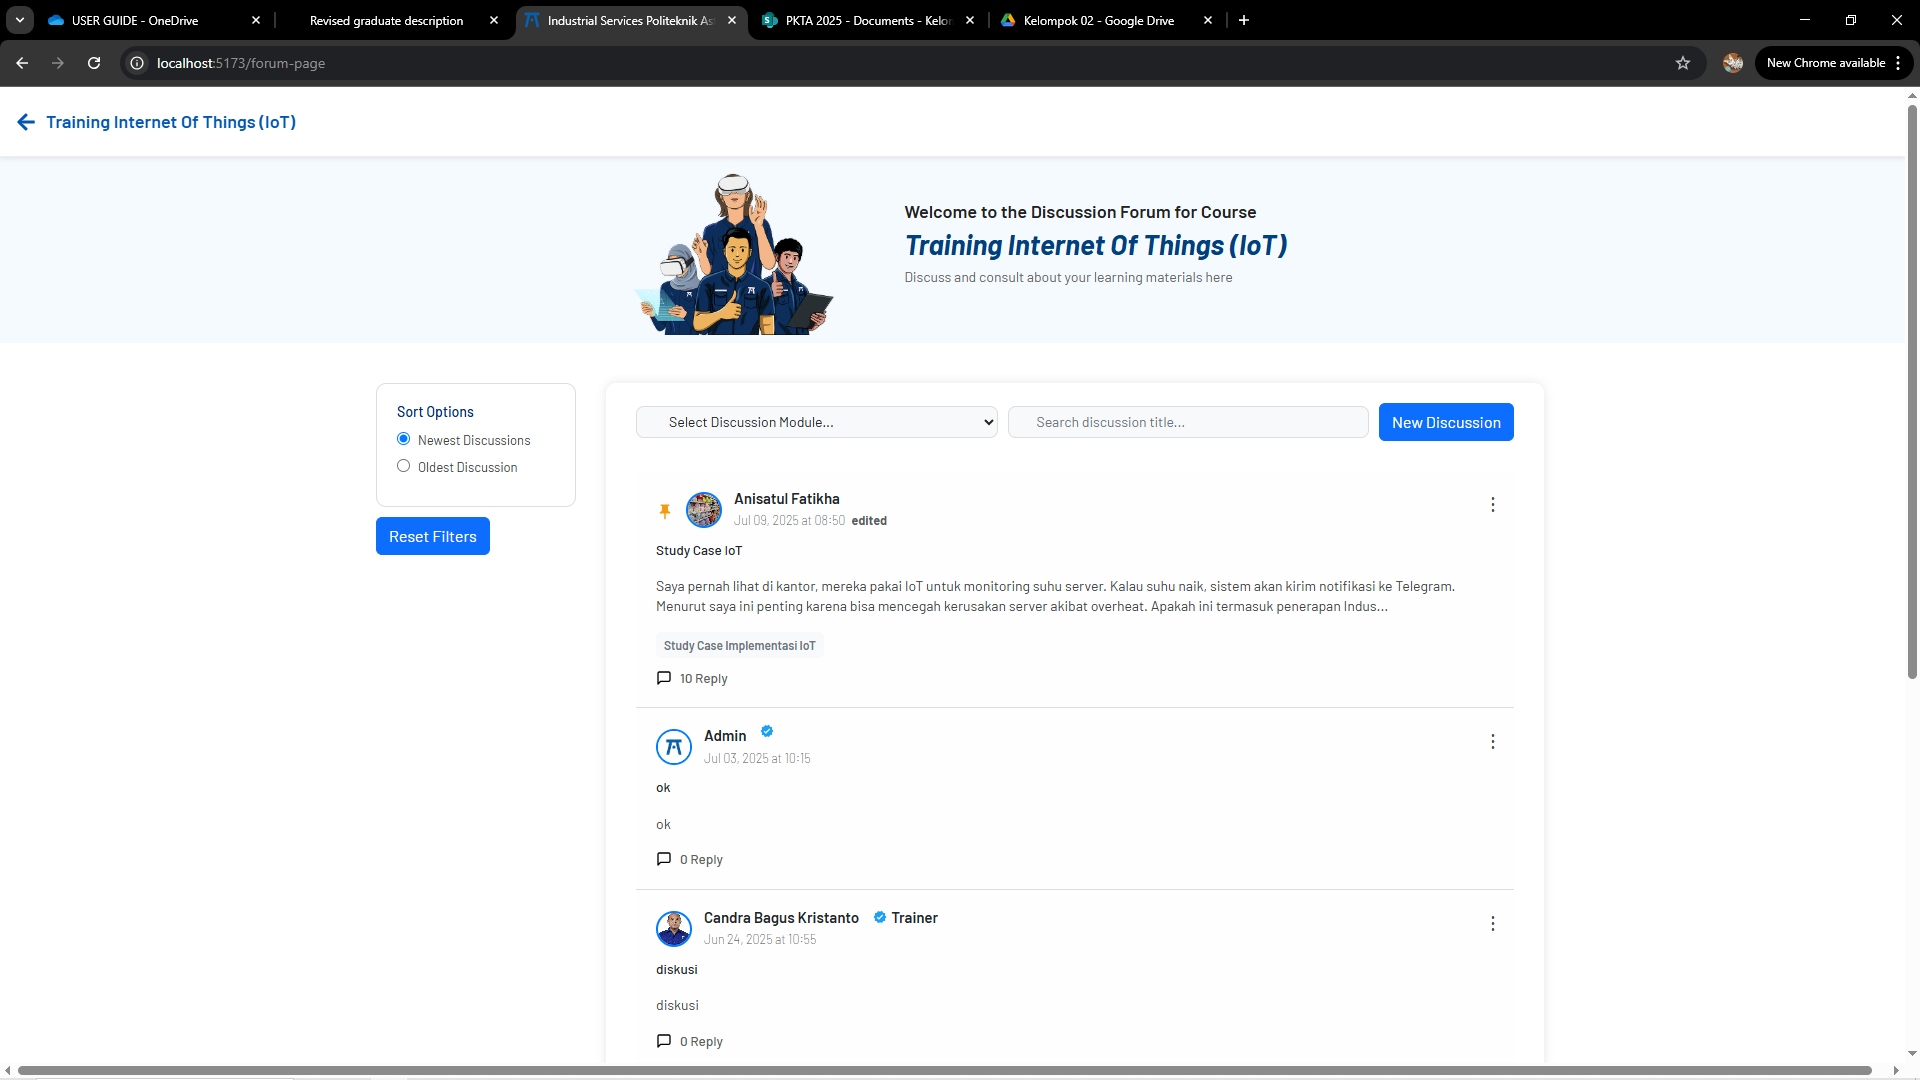 USER GUIDE - OneDrive
Revised graduate description
Industrial Services Politeknik As
PKTA 2025 - Documents - Kelo
Kelompok 02 - Google Drive
localhost:5173/forum-page
New Chrome available
Training Internet Of Things (IoT)
Welcome to the Discussion Forum for Course
Training Internet Of Things (IoT)
Discuss and consult about your learning materials here
Sort Options
Newest Discussions
Oldest Discussion
Reset Filters
Select Discussion Module...
Search discussion title...
New Discussion
Anisatul Fatikha
Jul 09, 2025 at 08:50 edited
Study Case IoT
Saya pernah lihat di kantor, mereka pakai IoT untuk monitoring suhu server. Kalau suhu naik, sistem akan kirim notifikasi ke Telegram.
Menurut saya ini penting karena bisa mencegah kerusakan server akibat overheat. Apakah ini termasuk penerapan Indus...
Study Case Implementasi IoT
10 Reply
Admin
Jul 03, 2025 at 10:15
ok
ok
0 Reply
Candra Bagus Kristanto Trainer
Jun 24, 2025 at 10:55
diskusi
diskusi
0 Reply